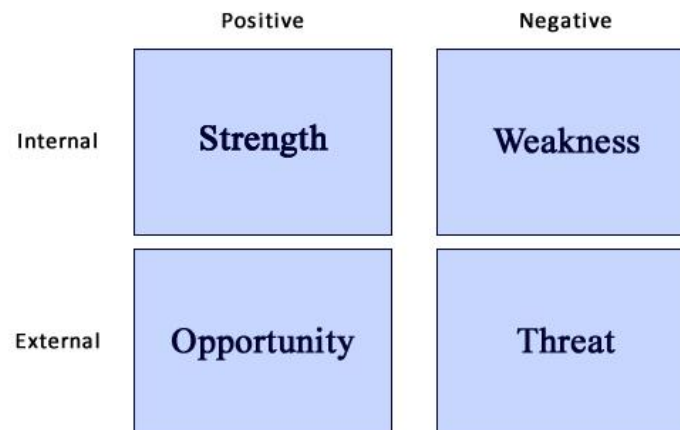 Positive Negative
Internal Strength Weakness
External Opportunity Threat